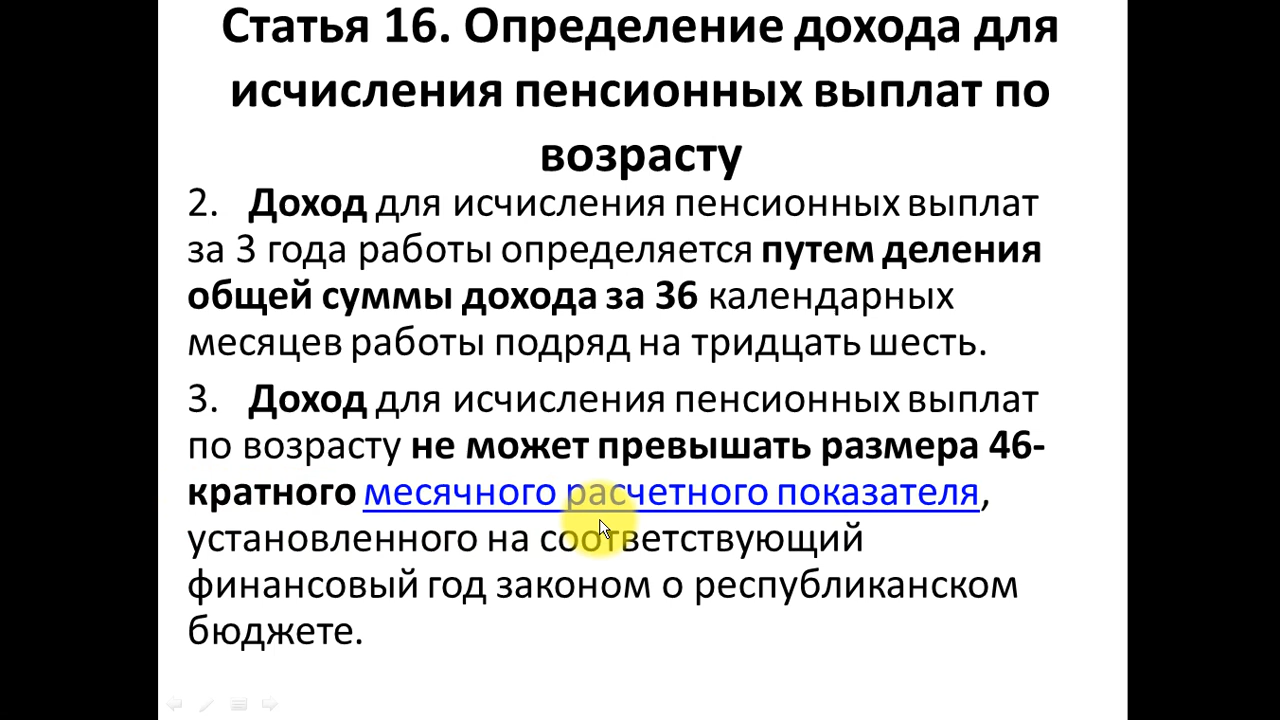 Статья 16. Определение дохода для
исчисления пенсионных выплат по
возрасту
2. Доход для исчисления пенсионных выплат
за 3 года работы определяется путем деления
общей суммы дохода за 36 календарных
месяцев работы подряд на тридцать шесть.
3. Доход для исчисления пенсионных выплат
по возрасту не может превышать размера 46-
кратного месячного расчетного показателя,
установленного на соответствующий
финансовый год законом о республиканском
бюджете.